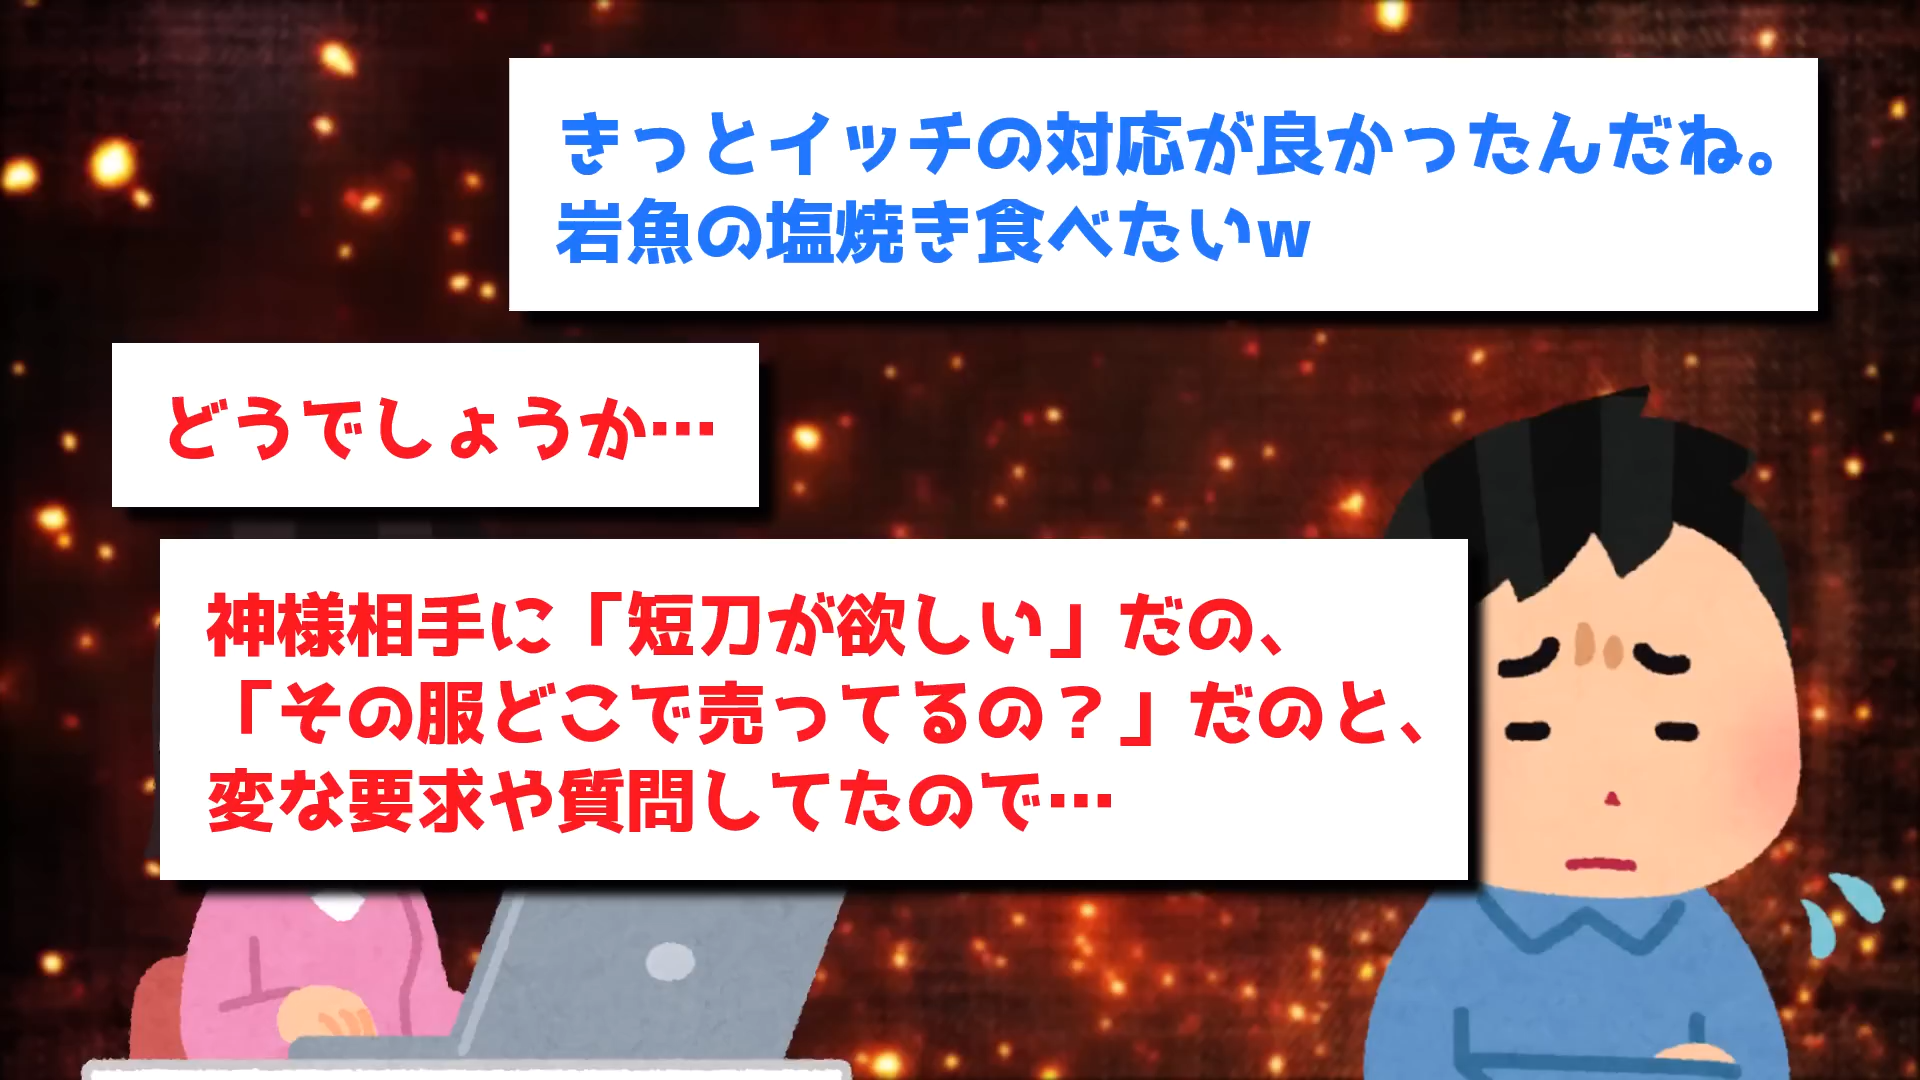 きっとイッチの対応が良かったんだね。
岩魚の塩焼き食べたいw
どうでしょうか…
神様相手に「短刀が欲しい」だの、
「その服どこで売ってるの？」だのと、
変な要求や質問してたので…